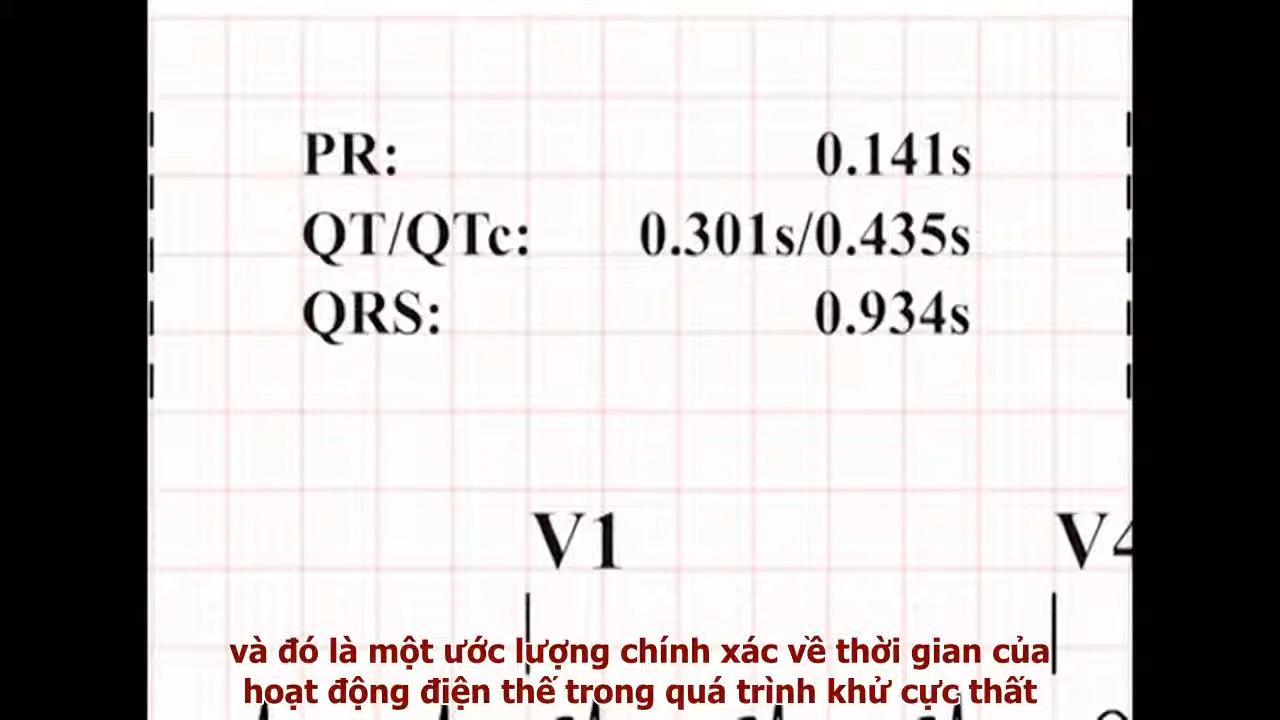 PR: 0.141s
QT/QTc: 0.301s/0.435s
QRS: 0.934s
V1 V4
và đó là một ước lượng chính xác về thời gian của
hoạt động điện thế trong quá trình khử cực thất